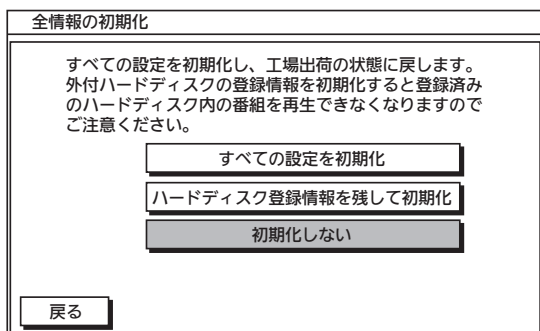 全情報の初期化
すべての設定を初期化し、工場出荷の状態に戻します。
外付ハードディスクの登録情報を初期化すると登録済み
のハードディスク内の番組を再生できなくなりますので
ご注意ください。
すべての設定を初期化
ハードディスク登録情報を残して初期化
初期化しない
戻る